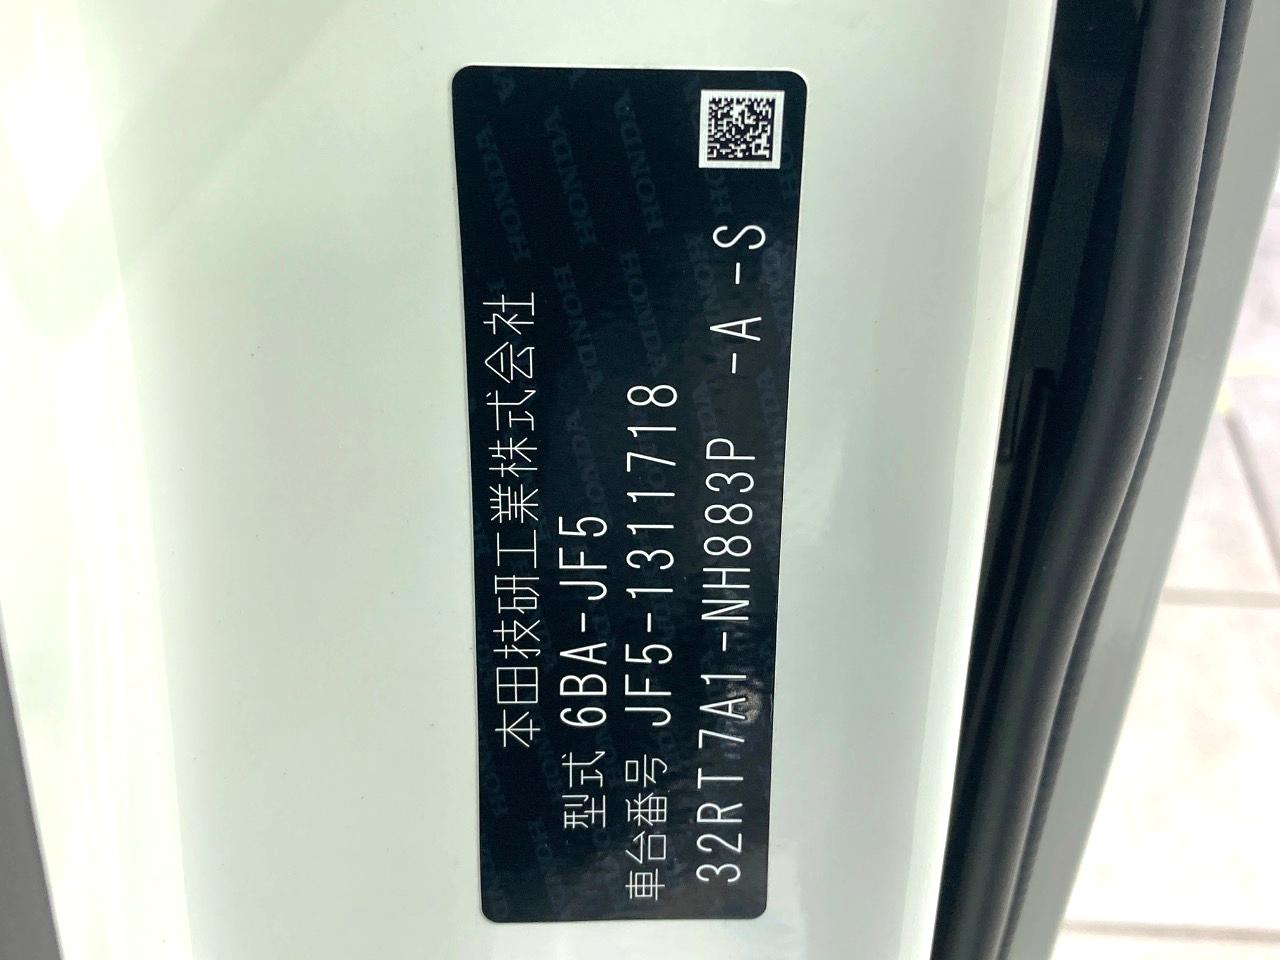 本田技研工業株式会社
型式 6BA-JF5
車台番号 JF5-1311718
32RT7A1-NH883P -A -S